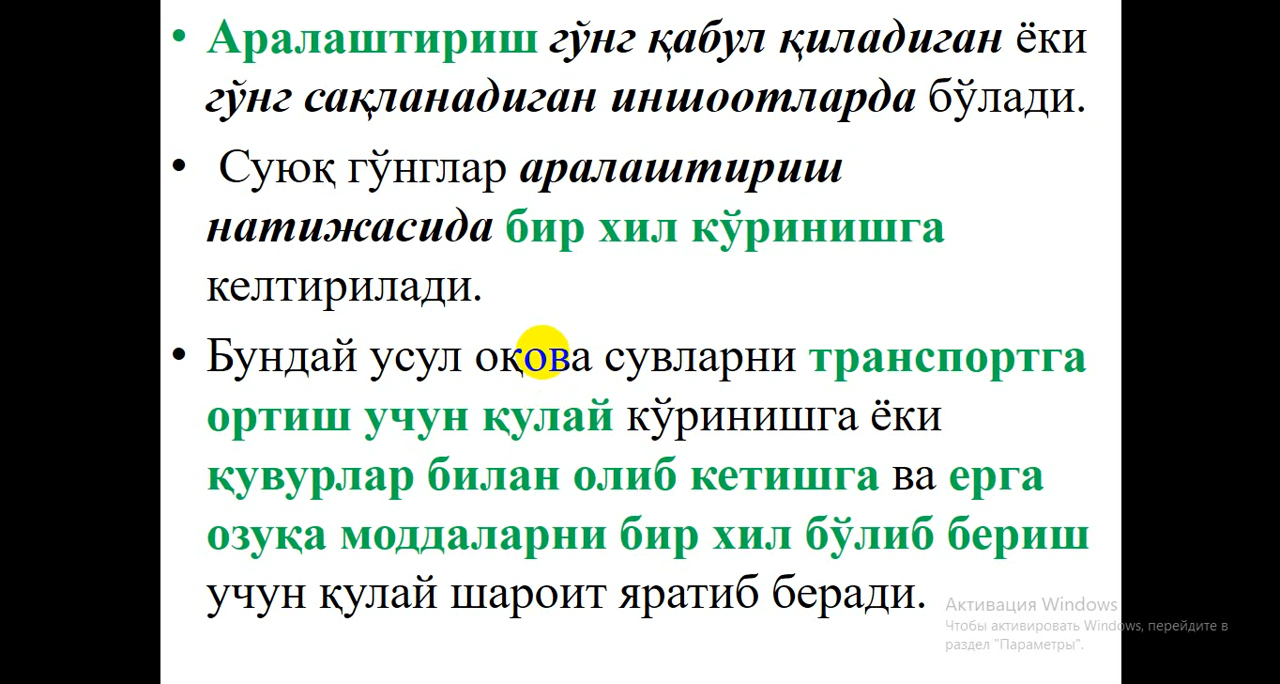 • Аралаштириш гўнг қабул қиладиган ёки
гўнг сақланадиган иншоотларда бўлади.
• Суюқ гўнглар аралаштириш
натижасида бир хил кўринишга
келтирилади.
• Бундай усул оқова сувларни транспортга
ортиш учун қулай кўринишга ёки
қувурлар билан олиб кетишга ва ерга
озуқа моддаларни бир хил бўлиб бериш
учун қулай шароит яратиб беради.
Активация Windows
Чтобы активировать Windows, перейдите в
раздел "Параметры".